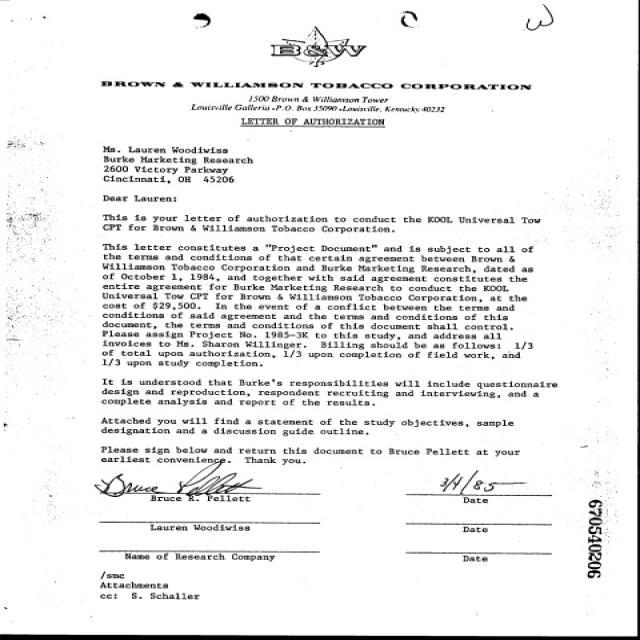 B&W
BROWN & WILLIAMSON TOBACCO CORPORATION
1500 Brown & Williamson Tower
Louisville Galleria • P.O. Box 35090 • Louisville, Kentucky 40232
LETTER OF AUTHORIZATION
Ms. Lauren Woodiwiss
Burke Marketing Research
2600 Victory Parkway
Cincinnati, OH 45206
Dear Lauren:
This is your letter of authorization to conduct the KOOL Universal Tow
CPT for Brown & Williamson Tobacco Corporation.
This letter constitutes a "Project Document" and is subject to all of
the terms and conditions of that certain agreement between Brown &
Williamson Tobacco Corporation and Burke Marketing Research, dated as
of October 1, 1984, and together with said agreement constitutes the
entire agreement for Burke Marketing Research to conduct the KOOL
Universal Tow CPT for Brown & Williamson Tobacco Corporation, at the
cost of $29,500. In the event of a conflict between the terms and
conditions of said agreement and the terms and conditions of this
document, the terms and conditions of this document shall control.
Please assign Project No. 1985-3K to this study, and address all
invoices to Ms. Sharon Willinger. Billing should be as follows: 1/3
of total upon authorization, 1/3 upon completion of field work, and
1/3 upon study completion.
It is understood that Burke's responsibilities will include questionnaire
design and reproduction, respondent recruiting and interviewing, and a
complete analysis and report of the results.
Attached you will find a statement of the study objectives, sample
designation and a discussion guide outline.
Please sign below and return this document to Bruce Pellett at your
earliest convenience. Thank you.
Bruce Pellett 3/4/85
Bruce R. Pellett Date
Lauren Woodiwiss Date
Name of Research Company Date
/smc
Attachments
cc: S. Schaller
670540206